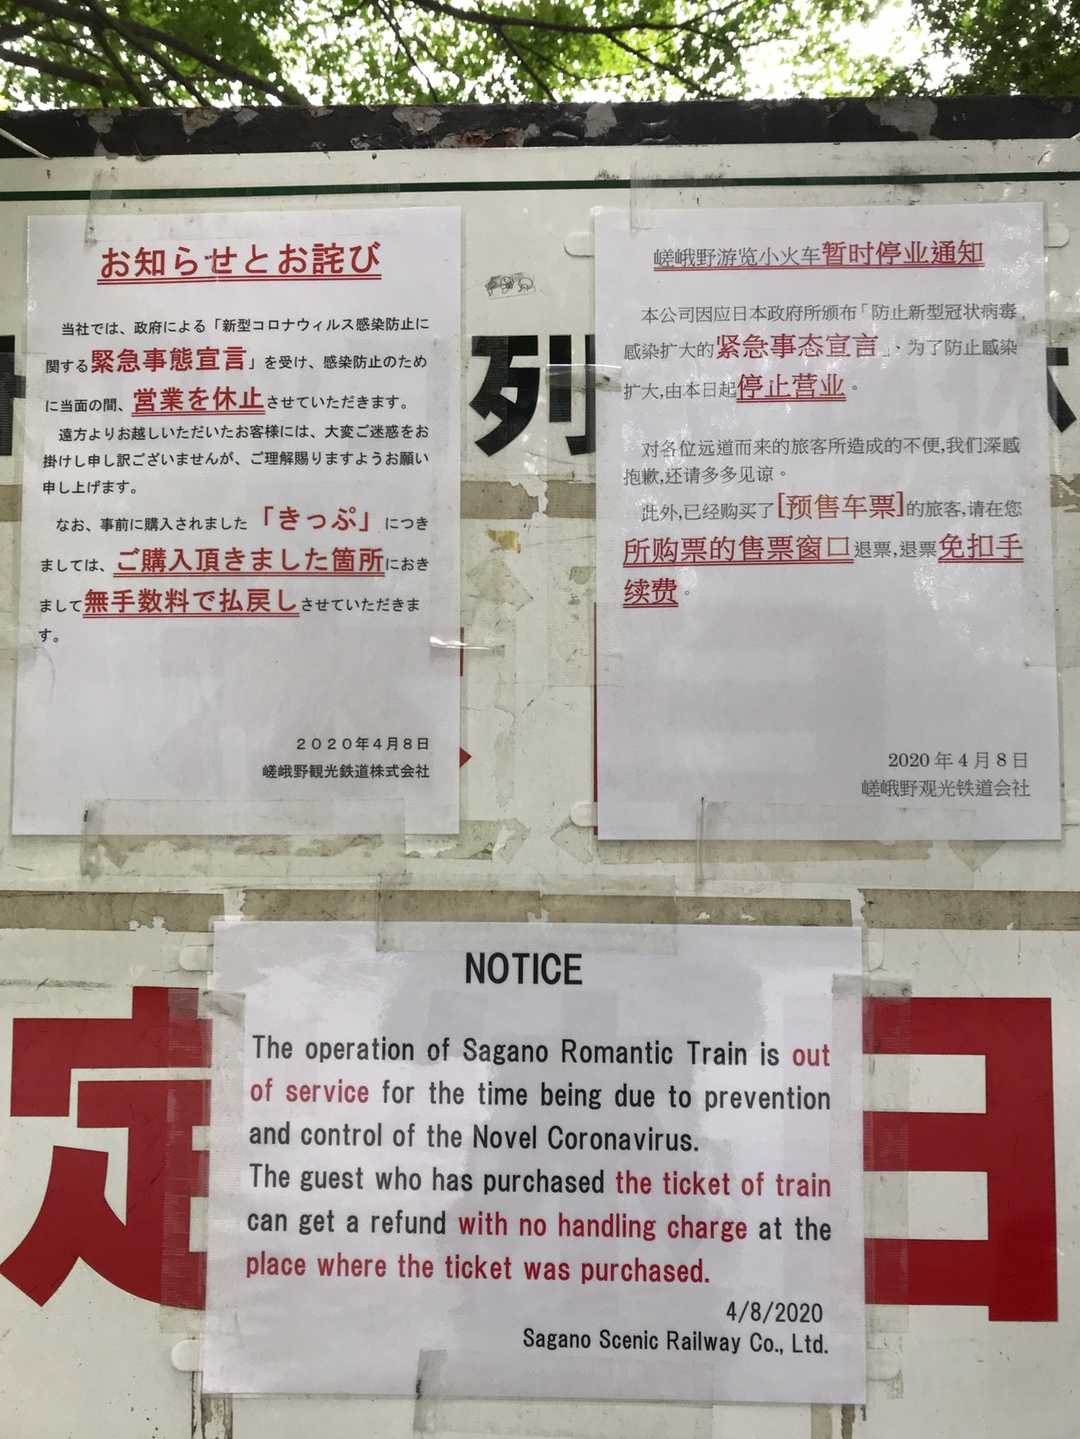 お知らせとお詫び
当社では、政府による「新型コロナウィルス感染防止に
関する緊急事態宣言」を受け、感染防止のため
に当面の間、営業を休止させていただきます。
遠方よりお越しいただいたお客様には、大変ご迷惑をお
掛けし申し訳ございませんが、ご理解賜りますようお願い
申し上げます。
なお、事前に購入されました「きっぷ」につき
ましては、ご購入頂きました箇所におき
まして無手数料で払戻しさせていただきま
す。
2020年4月8日
嵯峨野観光鉄道株式会社
嵯峨野游览小火车暂时停业通知
本公司因应日本政府所颁布「防止新型冠状病毒
感染扩大的紧急事态宣言」、为了防止感染
扩大,由本日起停止营业。
对各位远道而来的旅客所造成的不便,我们深感
抱歉,还请多多见谅。
此外,已经购买了[预售车票]的旅客,请在您
所购票的售票窗口退票,退票免扣手
续费。
2020年4月8日
嵯峨野观光铁道会社
列
定
日
NOTICE
The operation of Sagano Romantic Train is out
of service for the time being due to prevention
and control of the Novel Coronavirus.
The guest who has purchased the ticket of train
can get a refund with no handling charge at the
place where the ticket was purchased.
4/8/2020
Sagano Scenic Railway Co., Ltd.